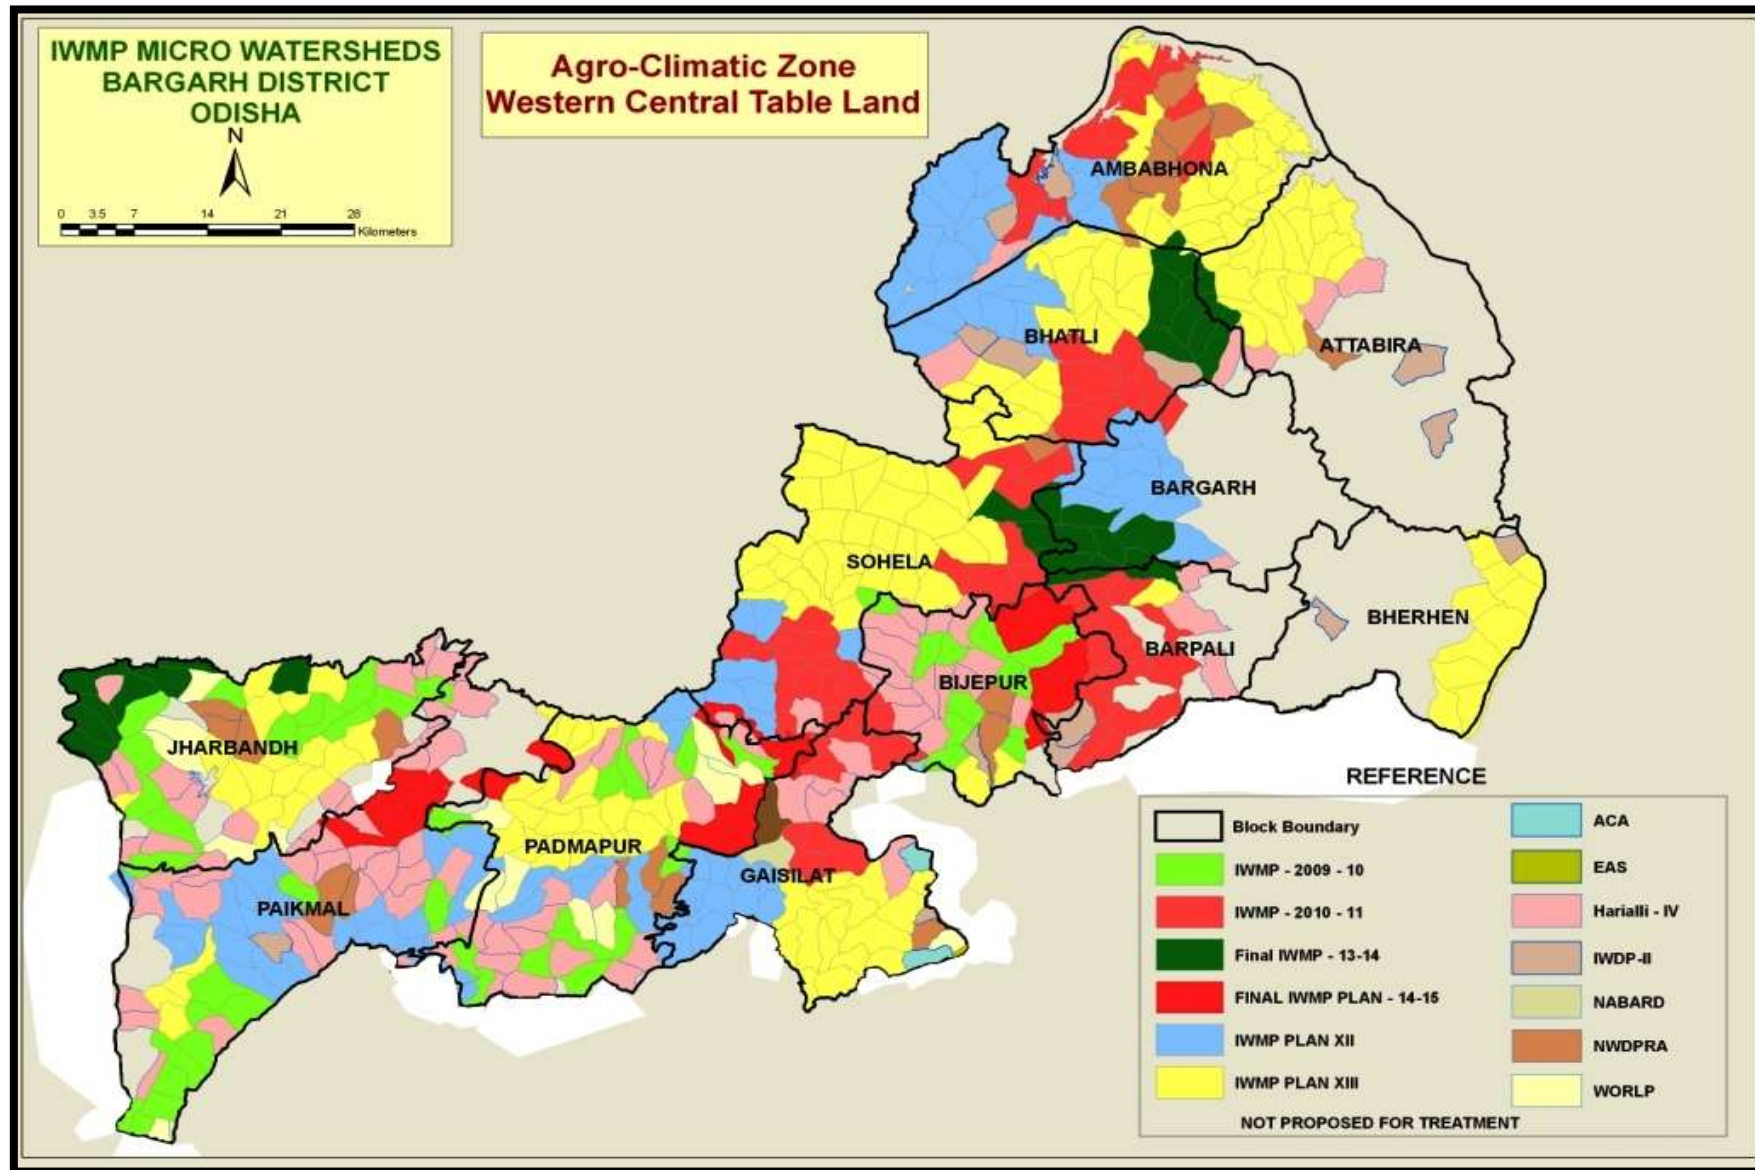 IWMP MICRO WATERSHEDS
BARGARH DISTRICT
ODISHA
N
0 3.5 7 14 21 28
Kilometers
Agro-Climatic Zone
Western Central Table Land
AMBABHONA
BHATLI
ATTABIRA
BARGARH
SOHELA
BHERHEN
BARPALI
BIJEPUR
JHARBANDH
PADMAPUR
GAISILAT
PAIKMAL
REFERENCE
Block Boundary
IWMP - 2009 - 10
IWMP - 2010 - 11
Final IWMP - 13-14
FINAL IWMP PLAN - 14-15
IWMP PLAN XII
IWMP PLAN XIII
ACA
EAS
Harialli - IV
IWDP-II
NABARD
NWDPRA
WORLP
NOT PROPOSED FOR TREATMENT